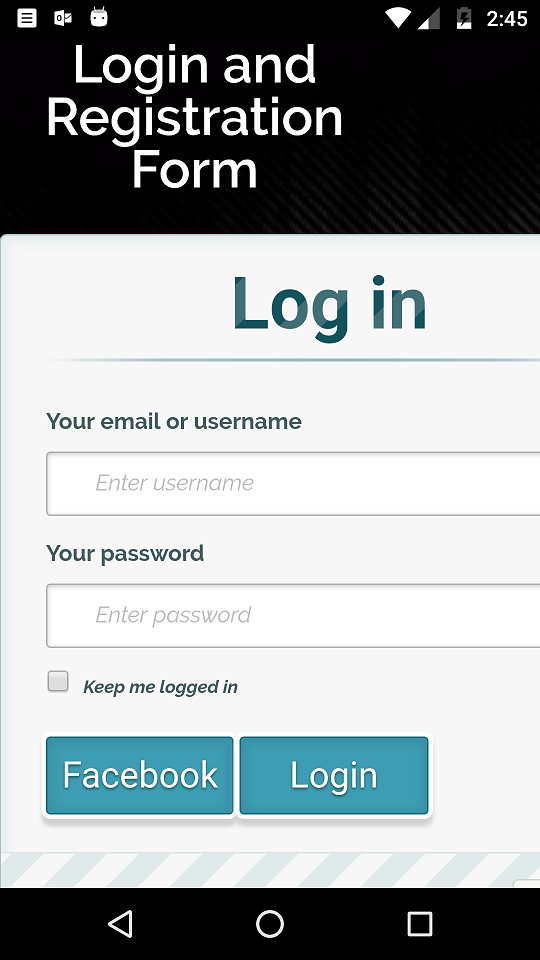 2:45
Login and
Registration
Form
Log in
Your email or username
Enter username
Your password
Enter password
Keep me logged in
Facebook Login